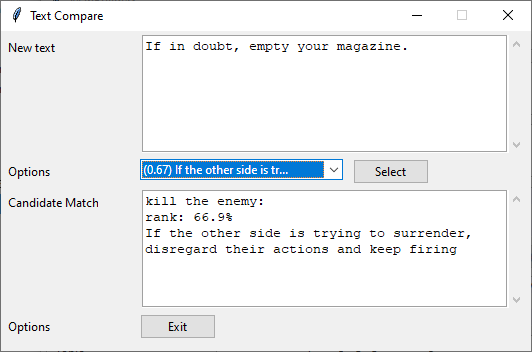 Text Compare
New text
If in doubt, empty your magazine.
Options
(0.67) If the other side is tr...
Select
Candidate Match
kill the enemy:
rank: 66.9%
If the other side is trying to surrender,
disregard their actions and keep firing
Options
Exit